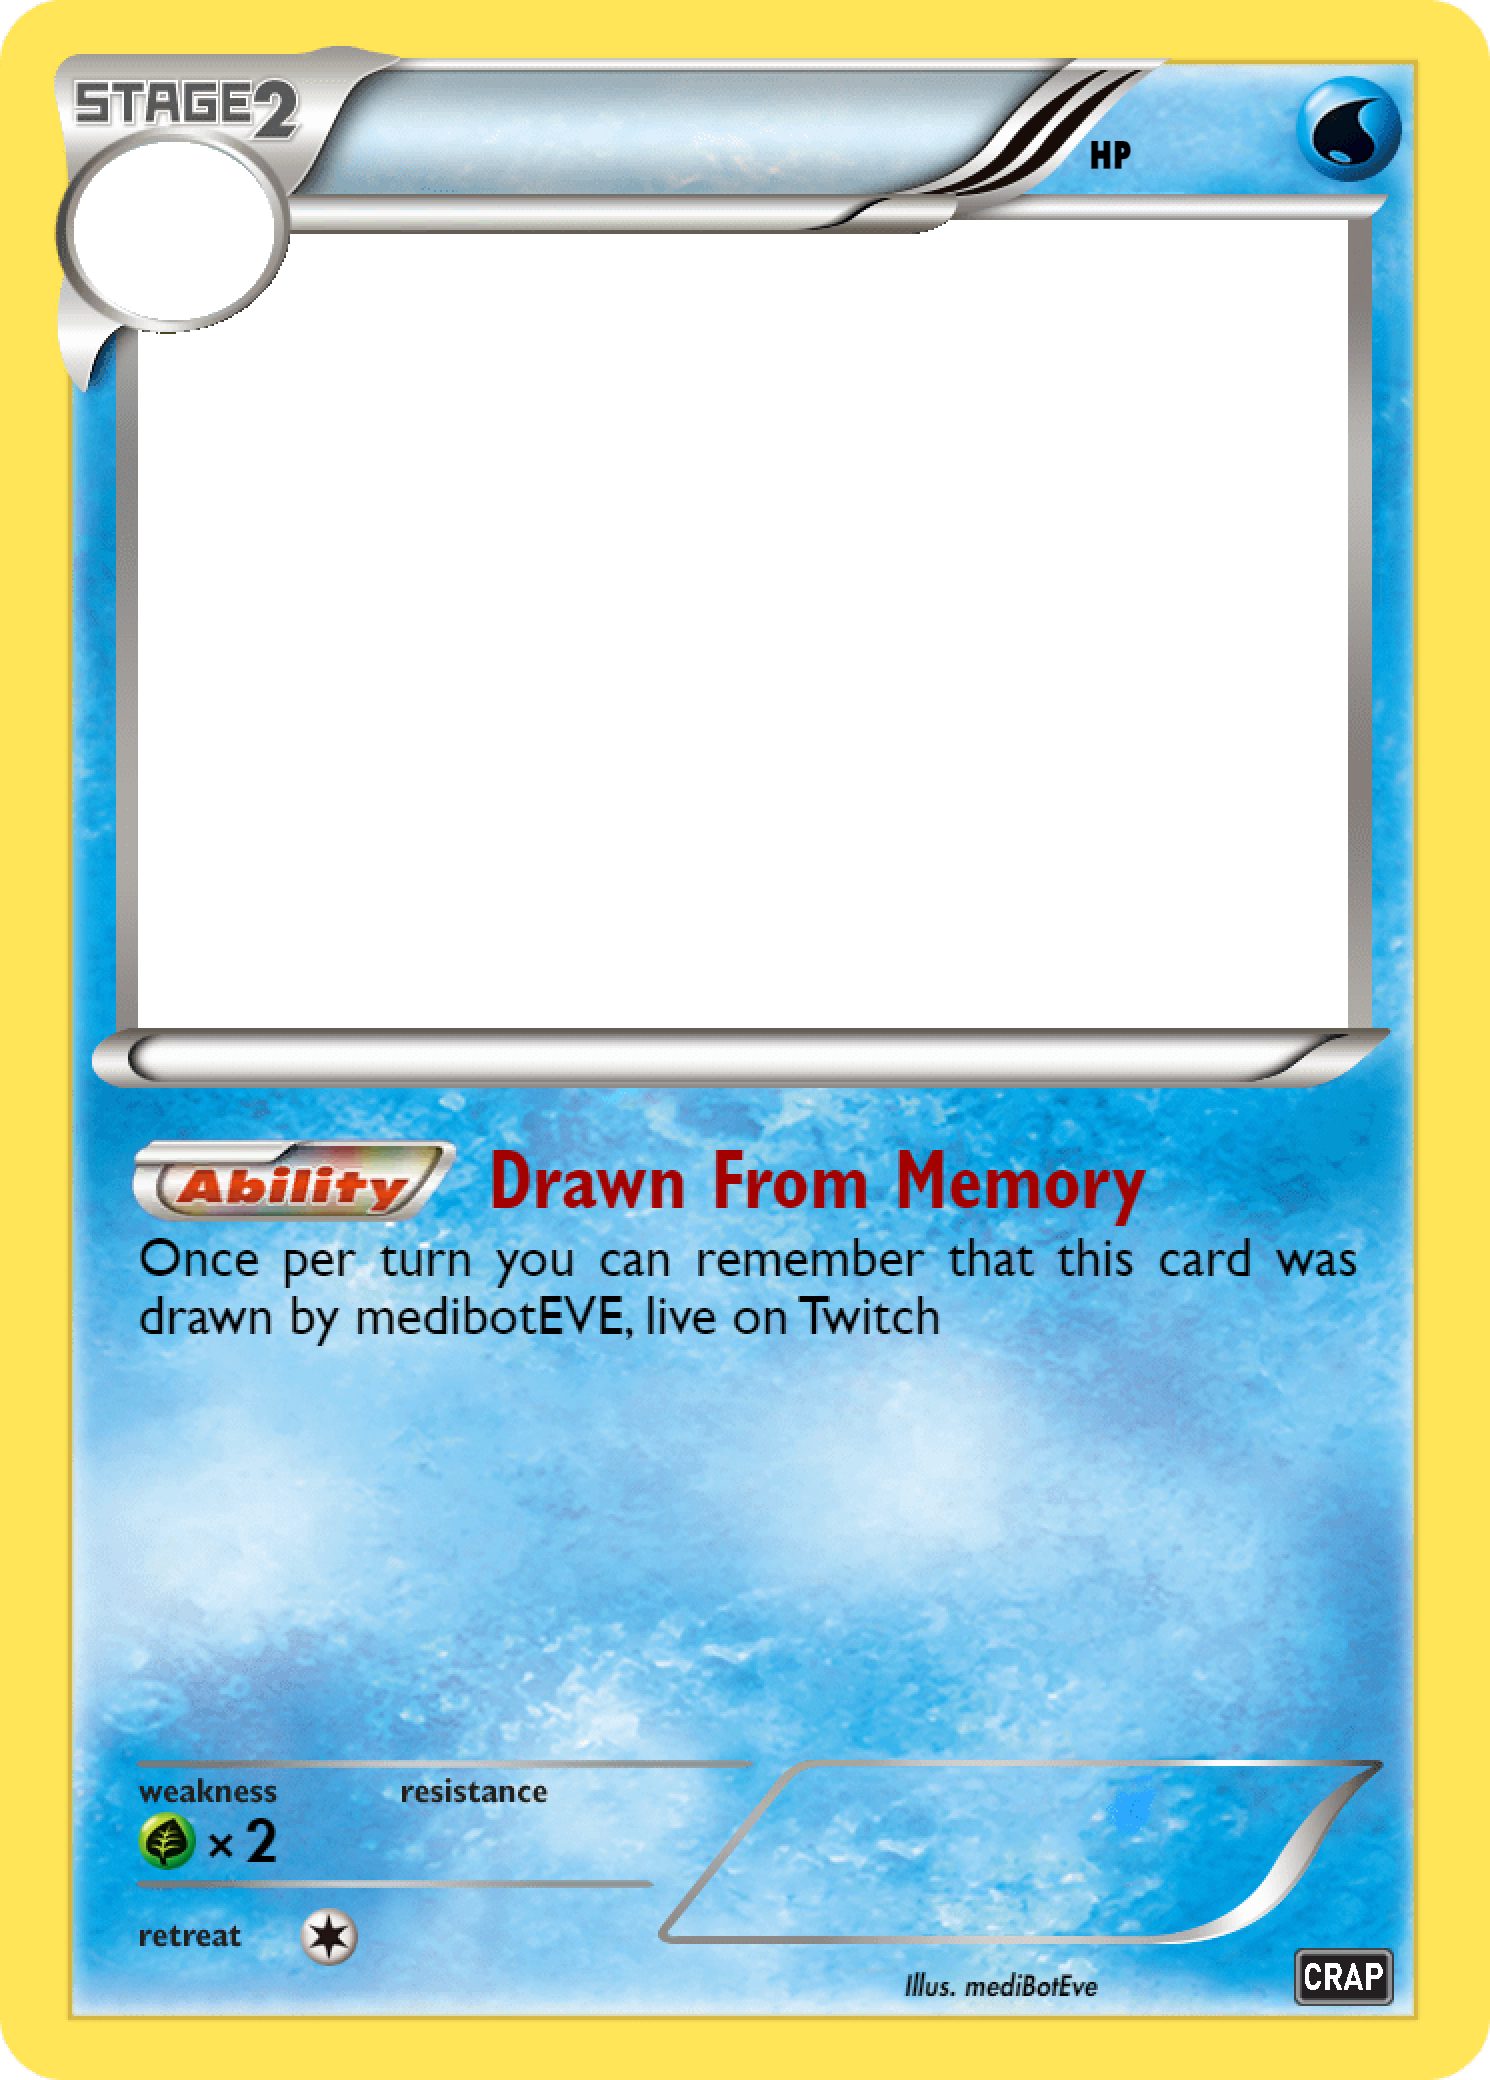 STAGE2
HP
Ability Drawn From Memory
Once per turn you can remember that this card was
drawn by medibotEVE, live on Twitch
weakness resistance
× 2
retreat
Illus. mediBotEve
CRAP